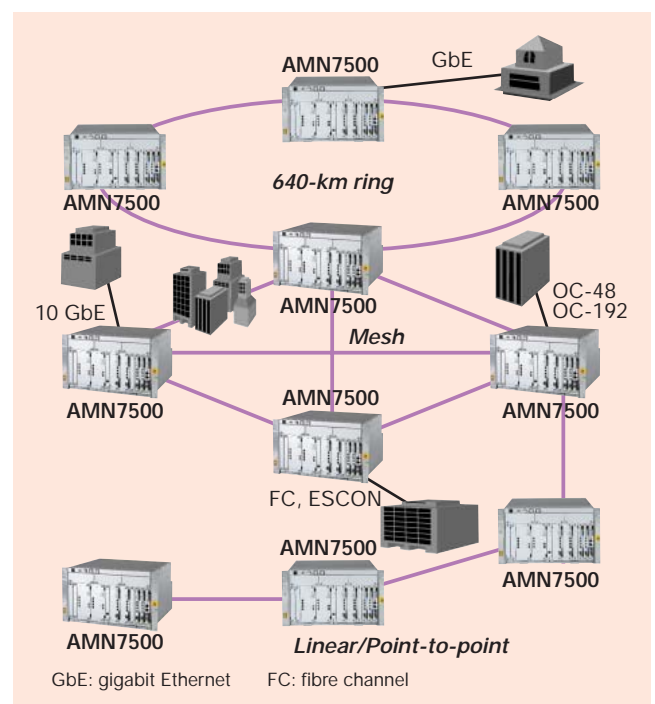 AMN7500
GbE
AMN7500
AMN7500
640-km ring
AMN7500
10 GbE
OC-48
OC-192
Mesh
AMN7500
AMN7500
AMN7500
FC, ESCON
AMN7500
AMN7500
AMN7500
Linear/Point-to-point
GbE: gigabit Ethernet FC: fibre channel